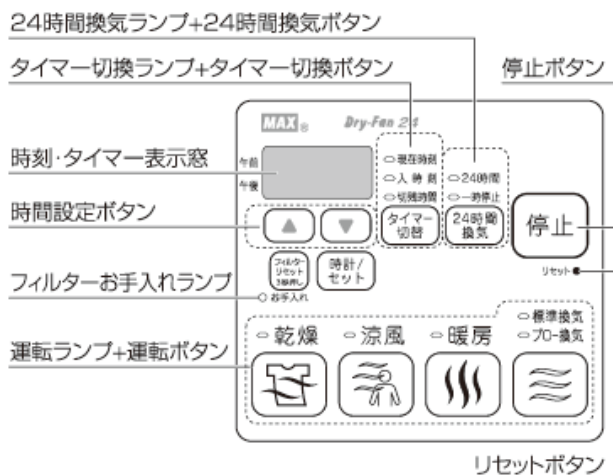 24時間換気ランプ+24時間換気ボタン
タイマー切換ランプ+タイマー切換ボタン
停止ボタン
MAX® Dry-Fan 24
時刻・タイマー表示窓
午前
午後
現在時刻
入時刻
切残時間
24時間
一時停止
時間設定ボタン
タイマー
切替
24時間
換気
停止
リセット
フィルター
リセット
3秒押し
時計/
セット
フィルターお手入れランプ
お手入れ
標準換気
ブロー換気
運転ランプ+運転ボタン
乾燥
涼風
暖房
リセットボタン